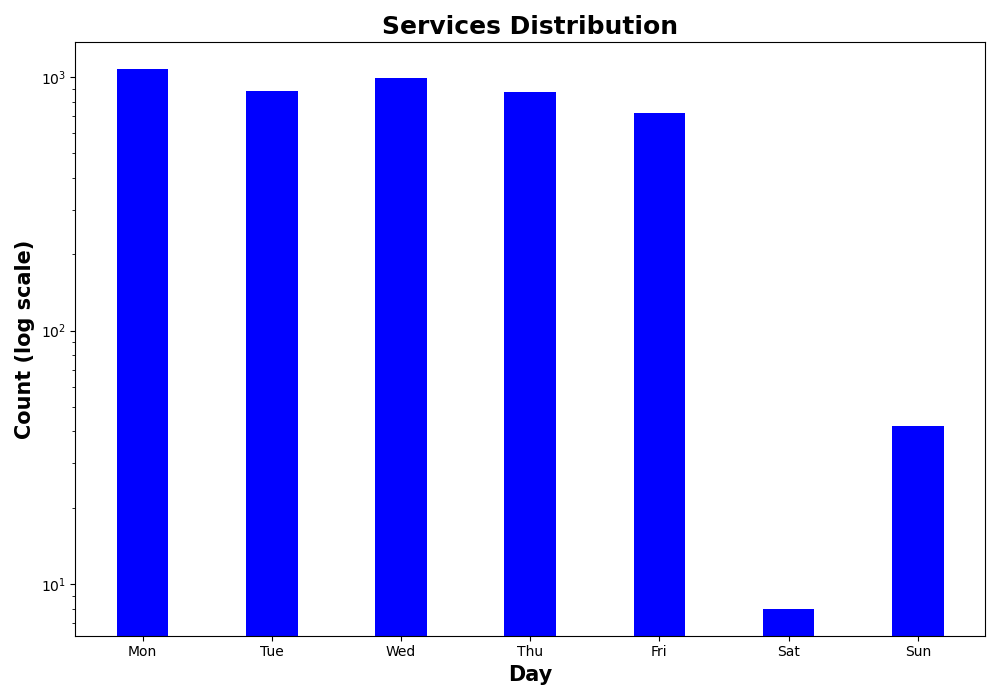 Services Distribution
Count (log scale)
10³
10²
10¹
Mon Tue Wed Thu Fri Sat Sun
Day